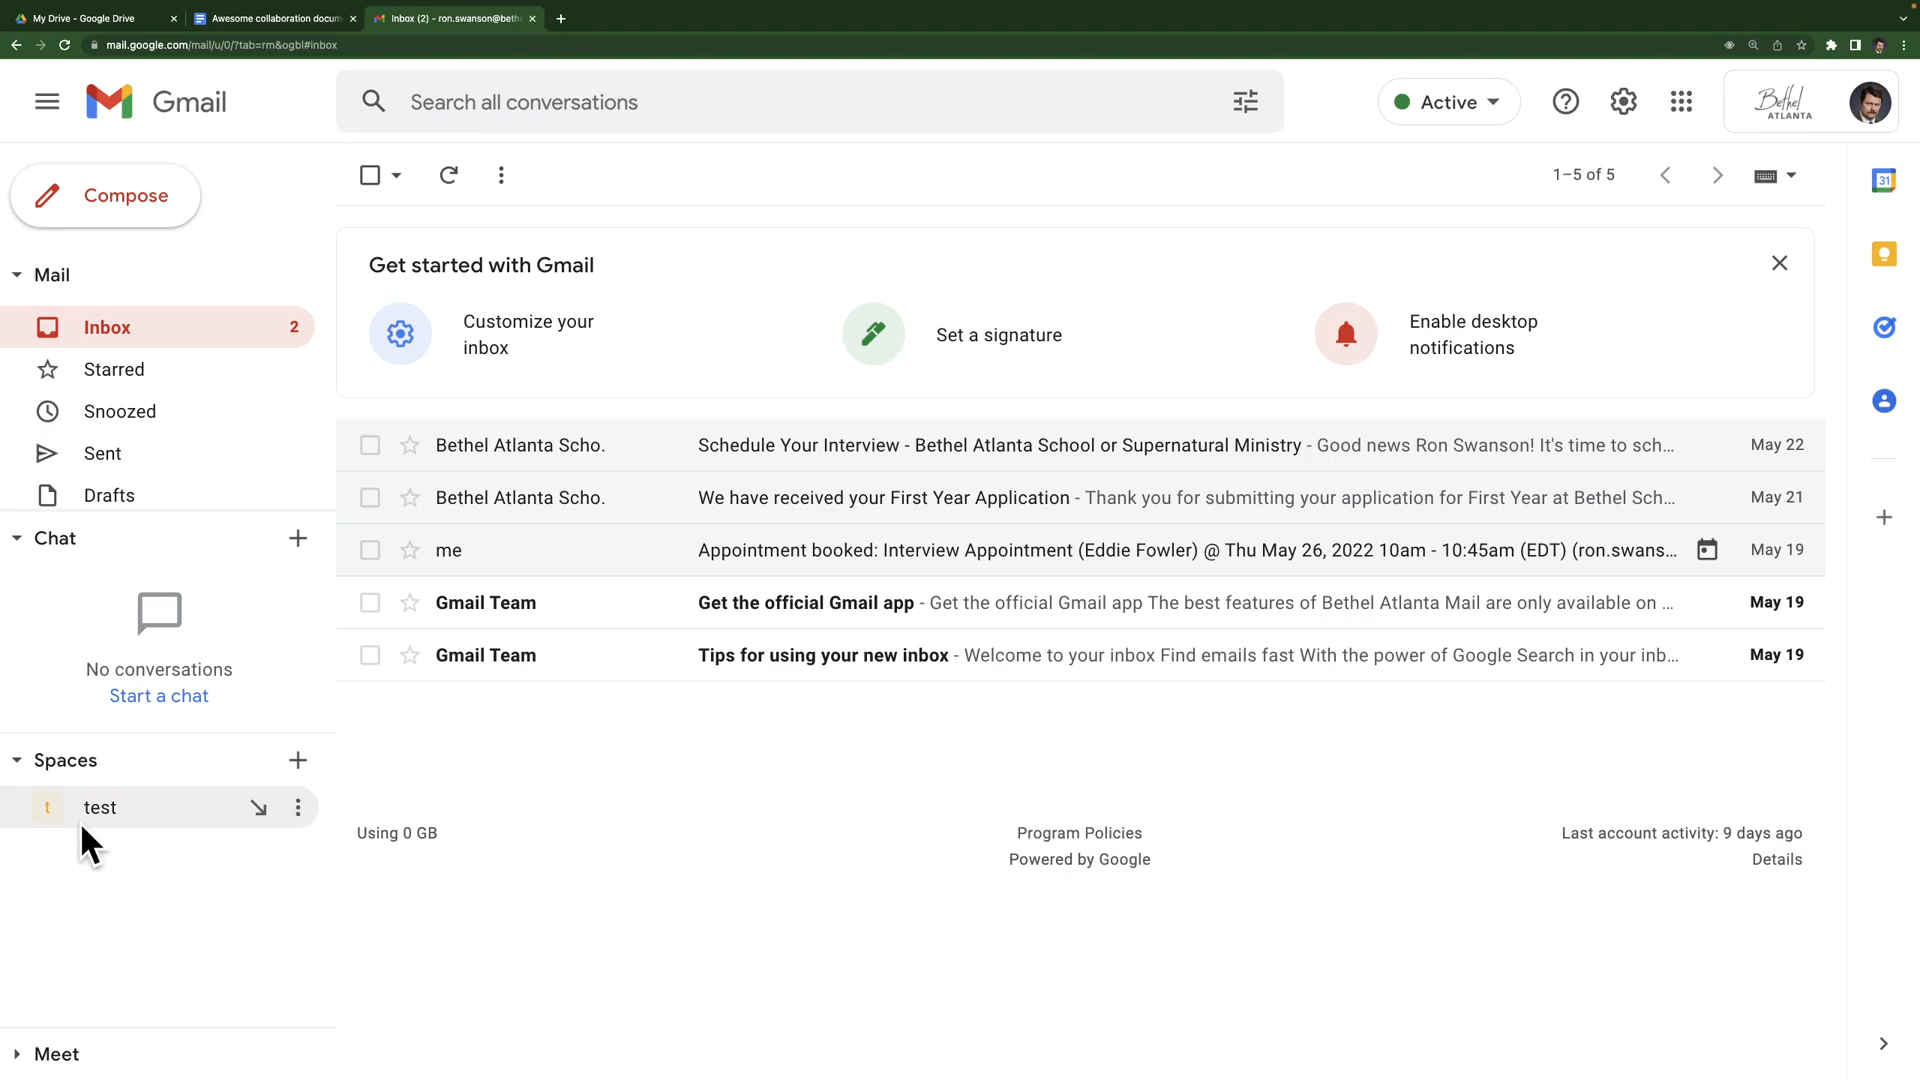 My Drive - Google Drive
Awesome collaboration docum
Inbox (2) - ron.swanson@beth
mail.google.com/mail/u/0/?tab=rm&ogbl#inbox
Gmail
Search all conversations
Active
Bethel
ATLANTA
Compose
1–5 of 5
31
Mail
Get started with Gmail
Inbox 2
Customize your
inbox
Set a signature
Enable desktop
notifications
Starred
Snoozed
Sent
Drafts
Bethel Atlanta Scho. Schedule Your Interview - Bethel Atlanta School or Supernatural Ministry - Good news Ron Swanson! It's time to sch... May 22
Bethel Atlanta Scho. We have received your First Year Application - Thank you for submitting your application for First Year at Bethel Sch... May 21
me Appointment booked: Interview Appointment (Eddie Fowler) @ Thu May 26, 2022 10am - 10:45am (EDT) (ron.swans... May 19
Gmail Team Get the official Gmail app - Get the official Gmail app The best features of Bethel Atlanta Mail are only available on ... May 19
Gmail Team Tips for using your new inbox - Welcome to your inbox Find emails fast With the power of Google Search in your inb... May 19
Chat
No conversations
Start a chat
Spaces
t test
Using 0 GB
Program Policies
Powered by Google
Last account activity: 9 days ago
Details
Meet